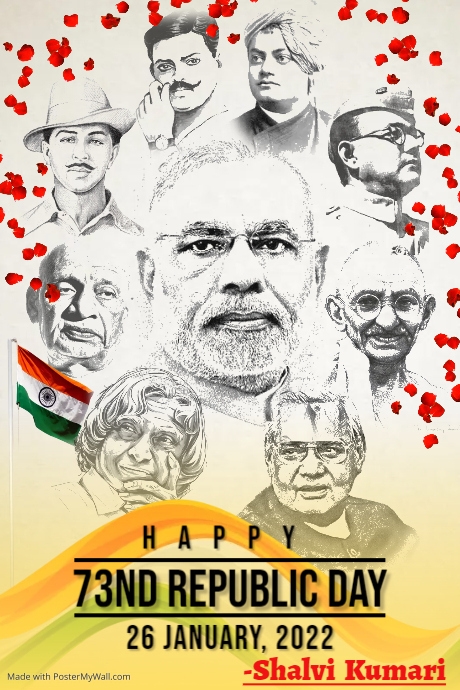 HAPPY
73ND REPUBLIC DAY
26 JANUARY, 2022
-Shalvi Kumari
Made with PosterMyWall.com